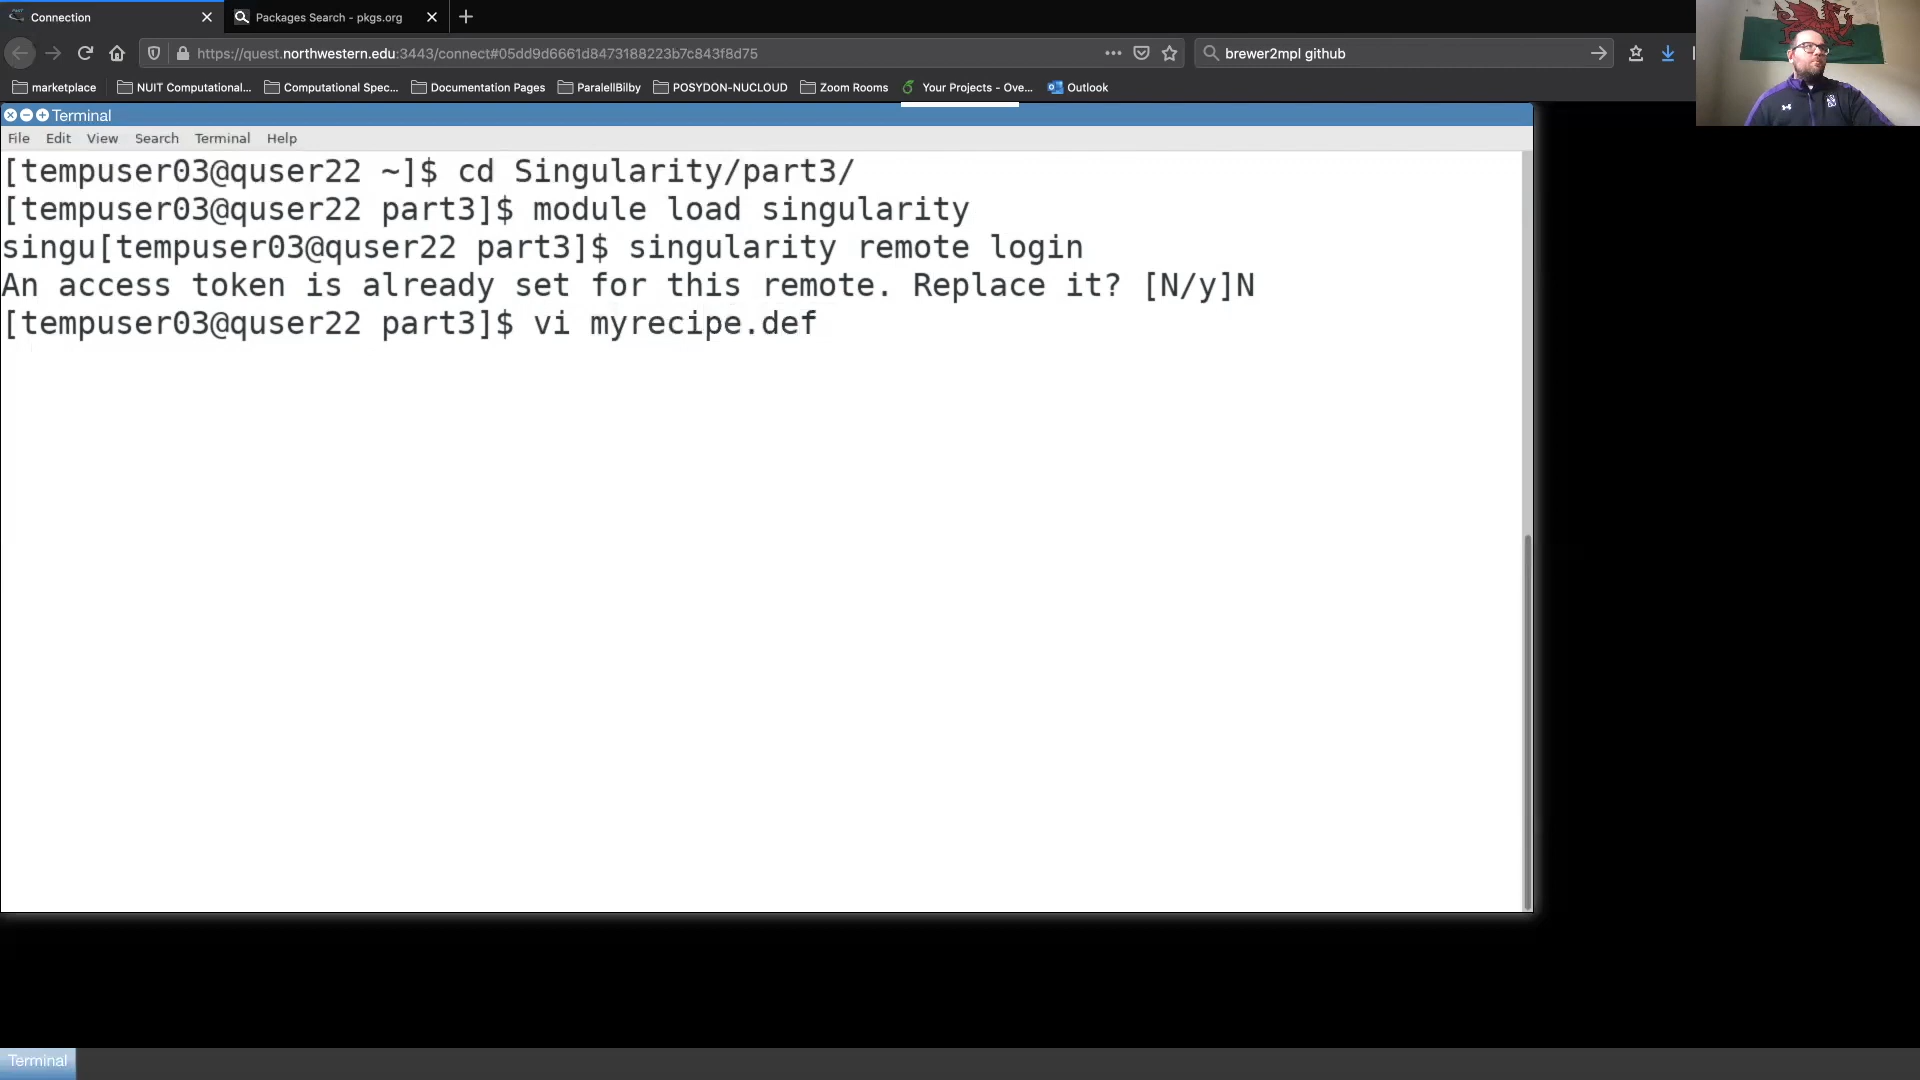 Connection
Packages Search - pkgs.org
https://quest.northwestern.edu:3443/connect#05dd9d6661d8473188223b7c843f8d75
brewer2mpl github
marketplace
NUIT Computational...
Computational Spec...
Documentation Pages
ParalellBilby
POSYDON-NUCLOUD
Zoom Rooms
Your Projects - Ove...
Outlook
Terminal
File Edit View Search Terminal Help
[tempuser03@quser22 ~]$ cd Singularity/part3/
[tempuser03@quser22 part3]$ module load singularity
singu[tempuser03@quser22 part3]$ singularity remote login
An access token is already set for this remote. Replace it? [N/y]N
[tempuser03@quser22 part3]$ vi myrecipe.def
Terminal